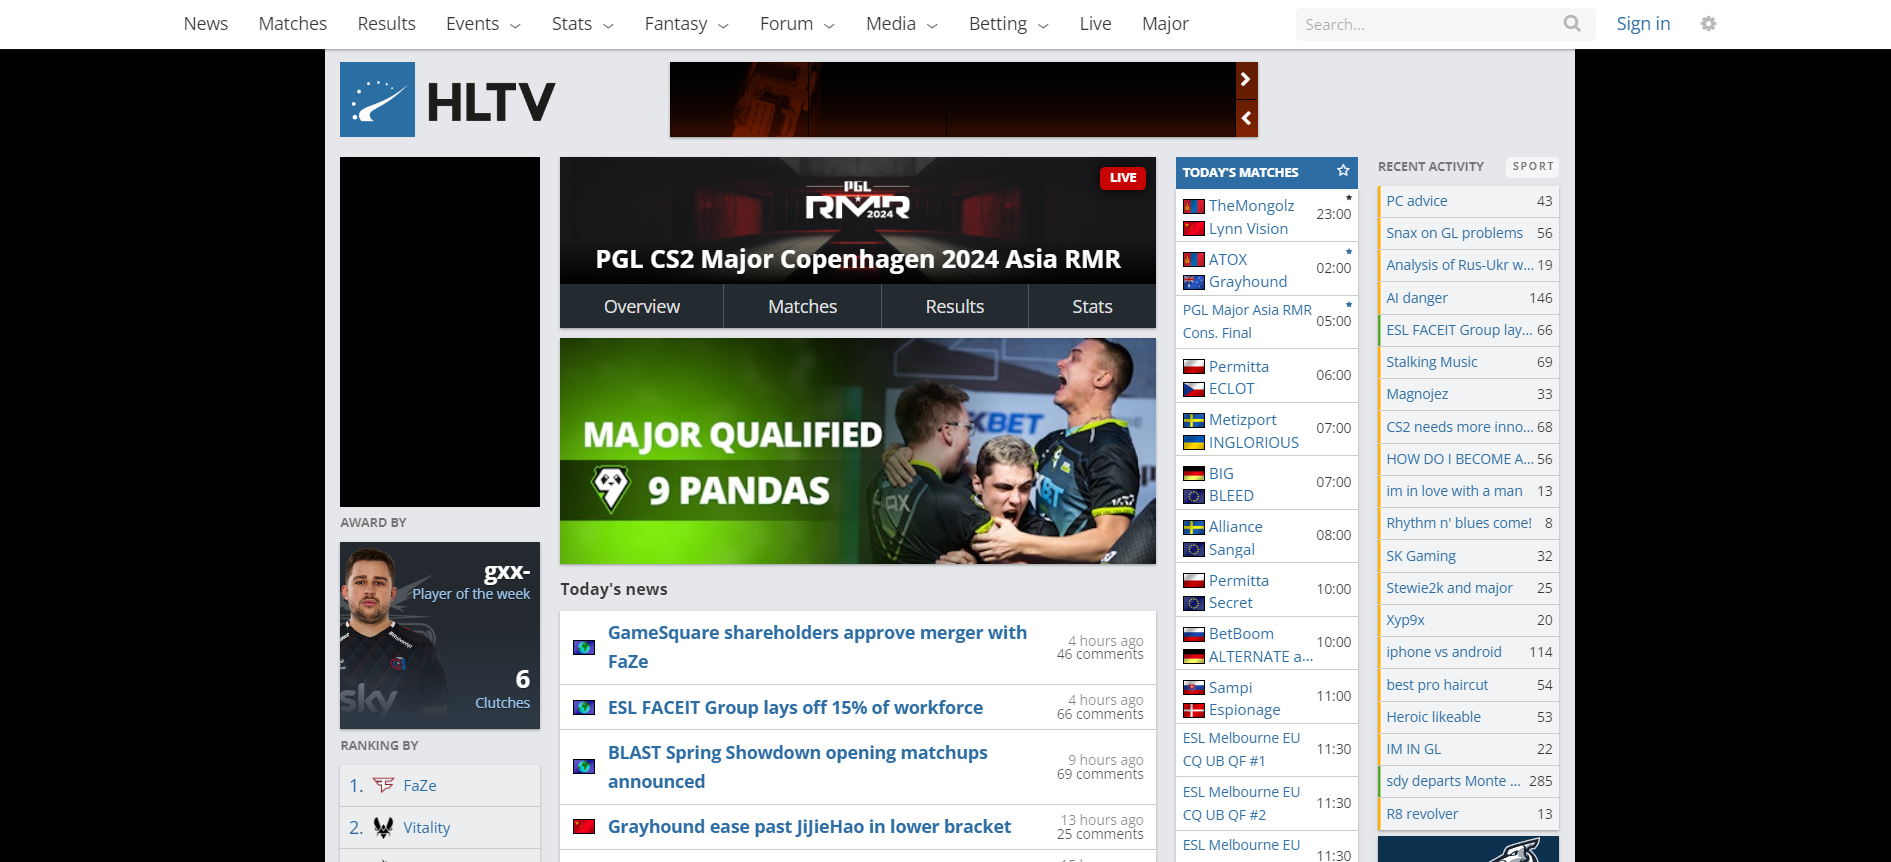 News Matches Results Events Stats Fantasy Forum Media Betting Live Major Search... Sign in
HLTV
LIVE
PGL
RMR
2024
PGL CS2 Major Copenhagen 2024 Asia RMR
Overview Matches Results Stats
MAJOR QUALIFIED
9 PANDAS
XBET
AWARD BY
gxx-
Player of the week
6
Clutches
sky
RANKING BY
1. FaZe
2. Vitality
Today's news
GameSquare shareholders approve merger with
FaZe
4 hours ago
46 comments
ESL FACEIT Group lays off 15% of workforce
4 hours ago
66 comments
BLAST Spring Showdown opening matchups
announced
9 hours ago
69 comments
Grayhound ease past JiJieHao in lower bracket
13 hours ago
25 comments
TODAY'S MATCHES
TheMongolz
Lynn Vision
23:00
ATOX
Grayhound
02:00
PGL Major Asia RMR
Cons. Final
05:00
Permitta
ECLOT
06:00
Metizport
INGLORIOUS
07:00
BIG
BLEED
07:00
Alliance
Sangal
08:00
Permitta
Secret
10:00
BetBoom
ALTERNATE a...
10:00
Sampi
Espionage
11:00
ESL Melbourne EU
CQ UB QF #1
11:30
ESL Melbourne EU
CQ UB QF #2
11:30
ESL Melbourne EU
11:30
RECENT ACTIVITY SPORT
PC advice 43
Snax on GL problems 56
Analysis of Rus-Ukr w... 19
AI danger 146
ESL FACEIT Group lay... 66
Stalking Music 69
Magnojez 33
CS2 needs more inno... 68
HOW DO I BECOME A... 56
im in love with a man 13
Rhythm n' blues come! 8
SK Gaming 32
Stewie2k and major 25
Xyp9x 20
iphone vs android 114
best pro haircut 54
Heroic likeable 53
IM IN GL 22
sdy departs Monte ... 285
R8 revolver 13